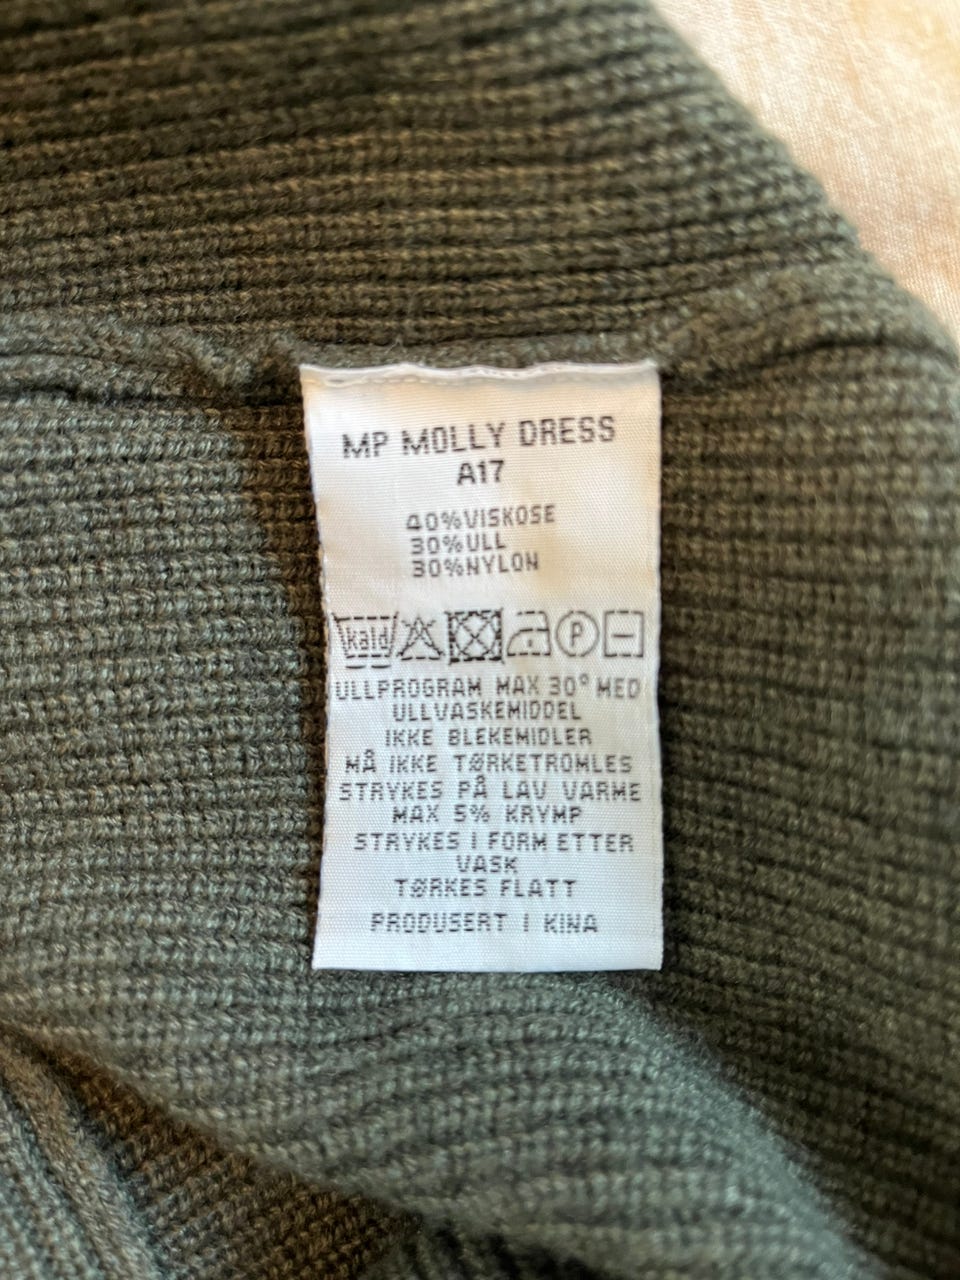 MP MOLLY DRESS
A17
40%VISKOSE
30%ULL
30%NYLON
kald P
ULLPROGRAM MAX 30° MED
ULLVASKEMIDDEL
IKKE BLEKEMIDLER
MÅ IKKE TØRKETROMLES
STRYKES PÅ LAV VARME
MAX 5% KRYMP
STRYKES I FORM ETTER
VASK
TØRKES FLATT
PRODUSERT I KINA